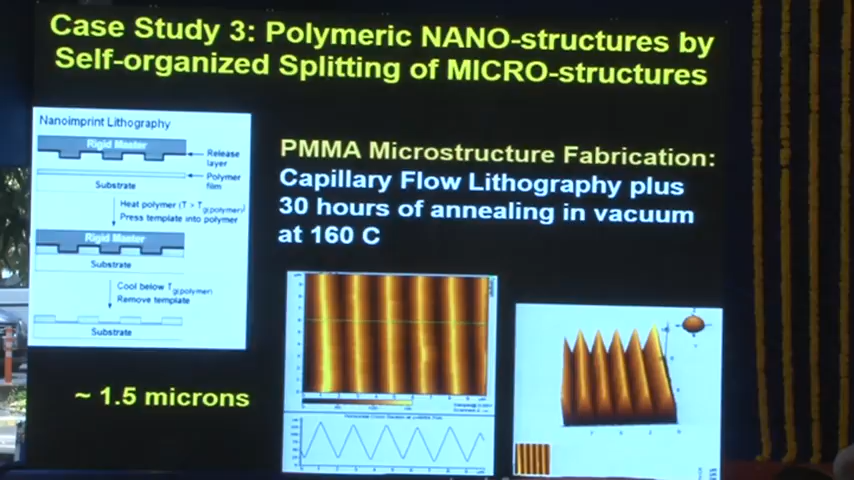 Case Study 3: Polymeric NANO-structures by
Self-organized Splitting of MICRO-structures
Nanoimprint Lithography
Rigid Master
Release
layer
Polymer
film
Substrate
Heat polymer (T > Tg(polymer))
Press template into polymer
Rigid Master
Substrate
Cool below Tg(polymer)
Remove template
Substrate
PMMA Microstructure Fabrication:
Capillary Flow Lithography plus
30 hours of annealing in vacuum
at 160 C
~ 1.5 microns